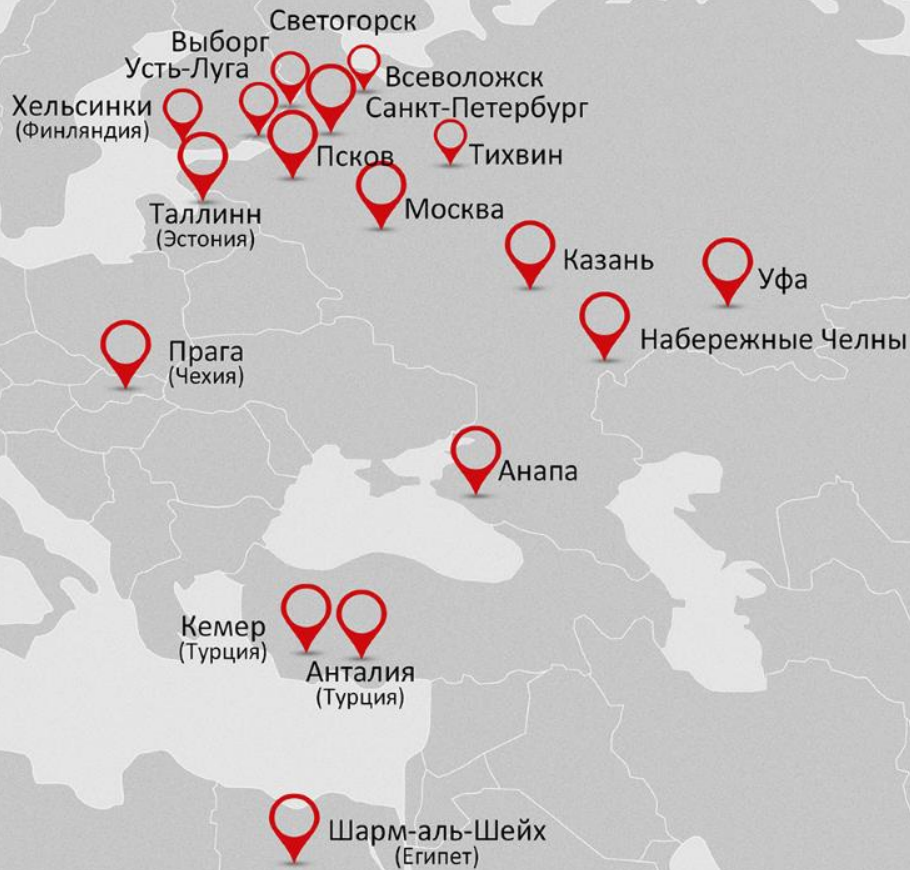 Светогорск
Выборг
Усть-Луга
Всеволожск
Хельсинки
(Финляндия)
Санкт-Петербург
Псков
Тихвин
Таллинн
(Эстония)
Москва
Казань
Уфа
Набережные Челны
Прага
(Чехия)
Анапа
Кемер
(Турция)
Анталия
(Турция)
Шарм-аль-Шейх
(Египет)